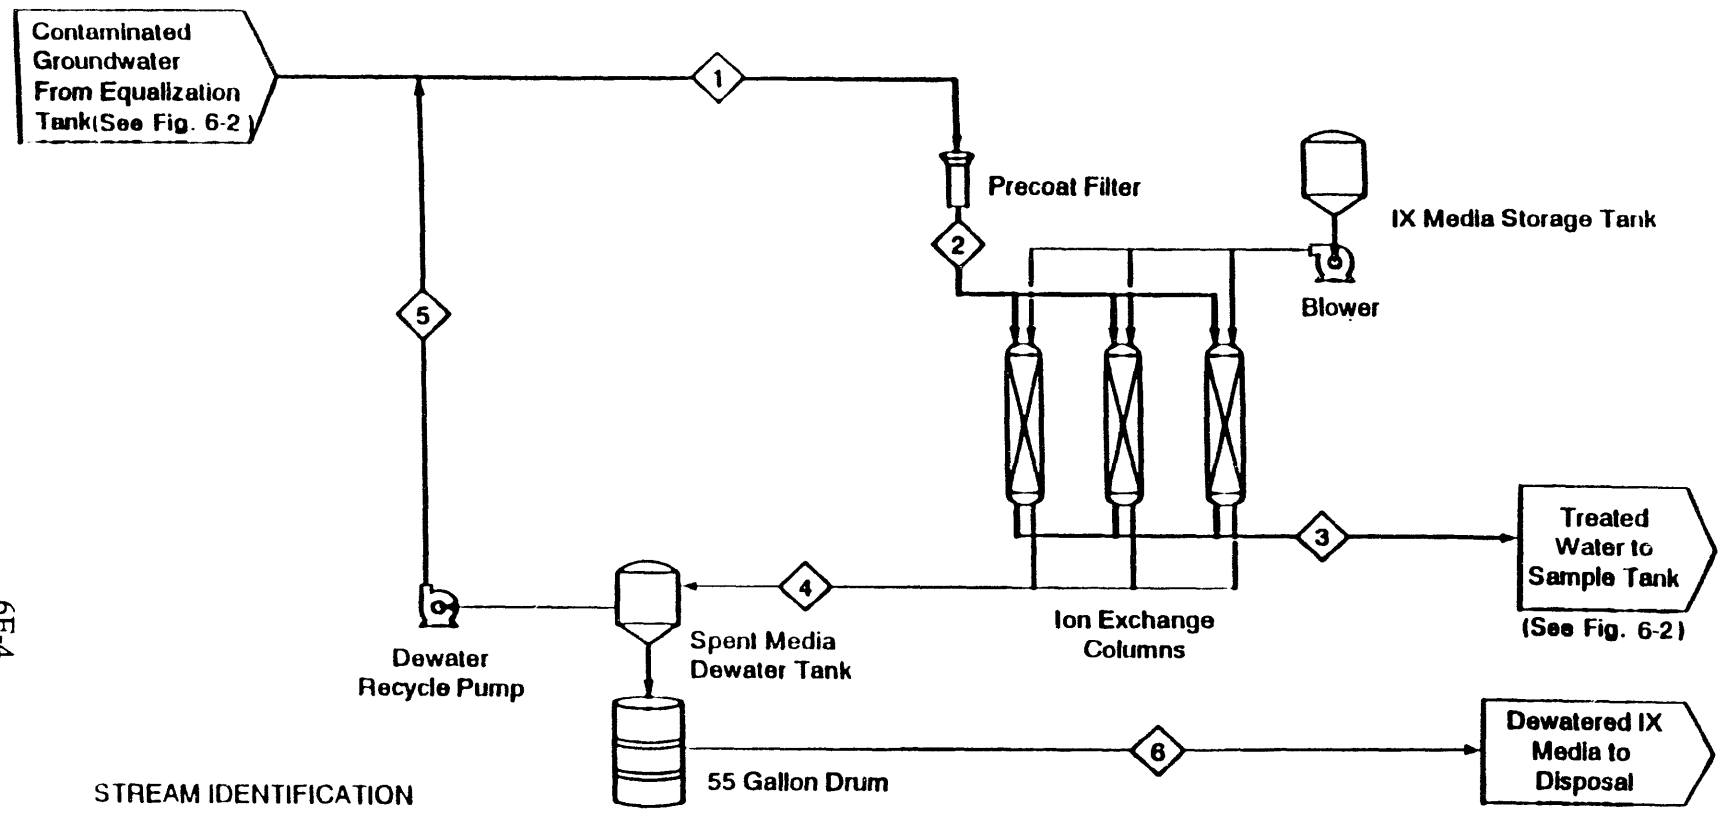 Contaminated
Groundwater
From Equalization
Tank(See Fig. 6-2)
1
Precoat Filter
IX Media Storage Tank
2
Blower
5
3
Treated
Water to
Sample Tank
(See Fig. 6-2)
4
Ion Exchange
Columns
Spent Media
Dewater Tank
Dewater
Recycle Pump
6E-4
Dewatered IX
Media to
Disposal
6
55 Gallon Drum
STREAM IDENTIFICATION